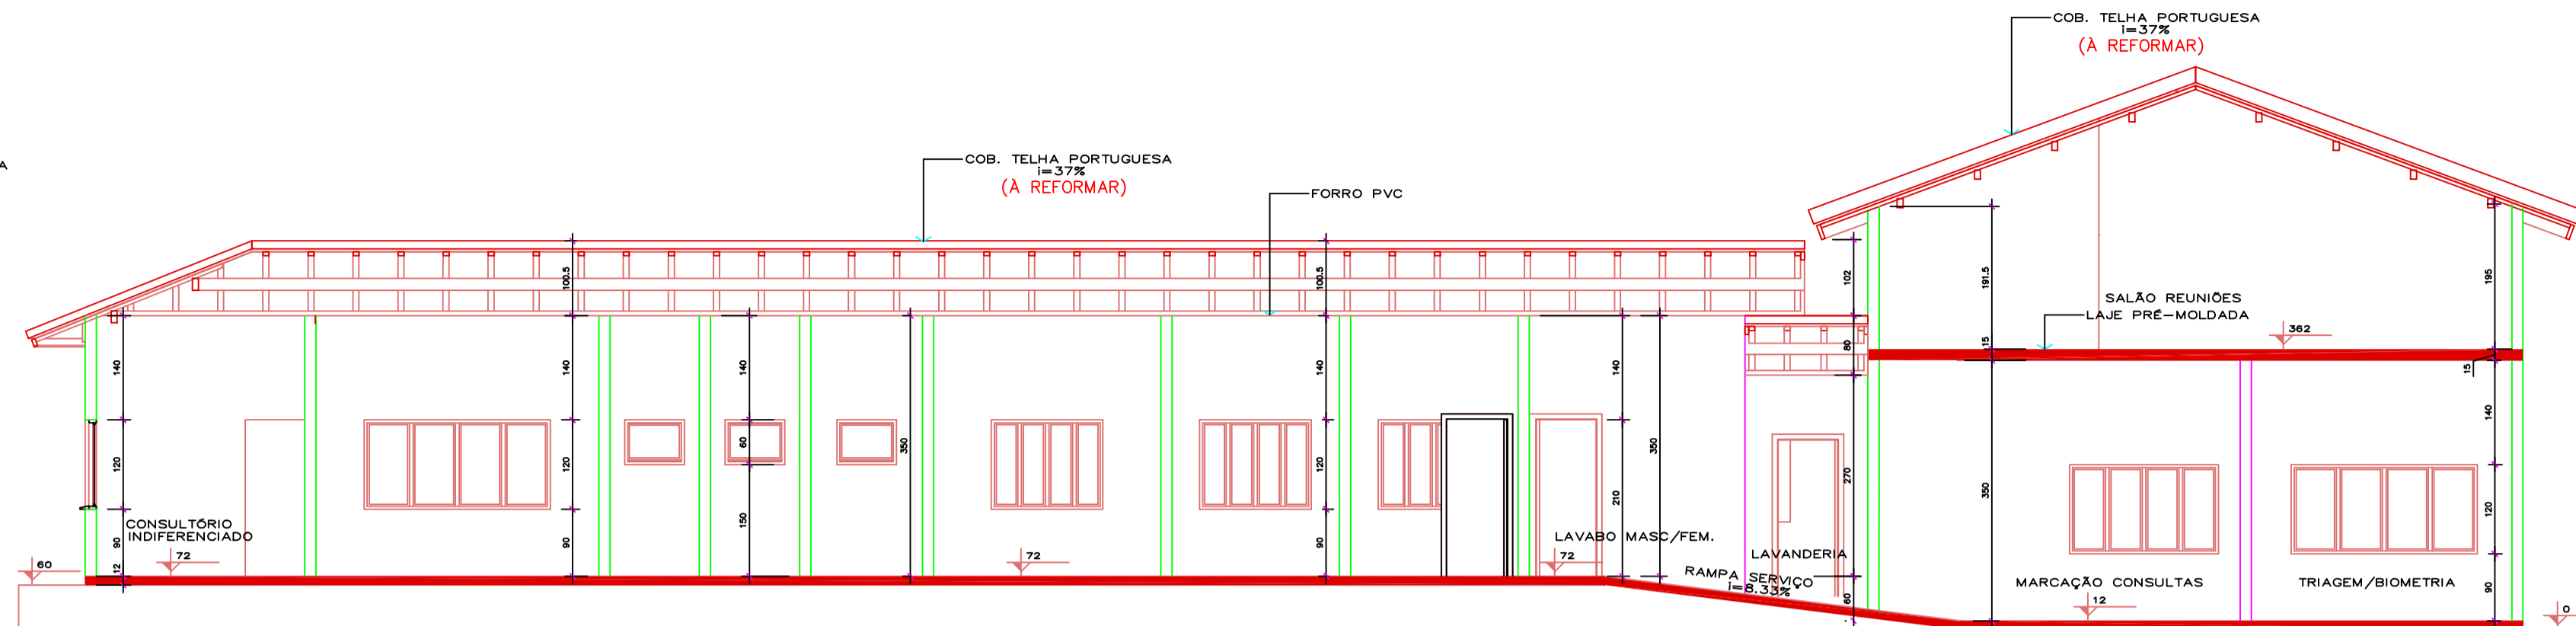 COB. TELHA PORTUGUESA
i=37%
(À REFORMAR)
COB. TELHA PORTUGUESA
i=37%
(À REFORMAR)
FORRO PVC
A
100.5
100.5
102
191.5
195
SALÃO REUNIÕES
LAJE PRÉ-MOLDADA
362
15
15
80
140
140
140
140
140
140
120
120
60
350
120
210
350
270
350
120
150
90
90
90
90
12
CONSULTÓRIO
INDIFERENCIADO
72
60
72
LAVABO MASC/FEM.
72
LAVANDERIA
RAMPA SERVIÇO
i=8.33%
60
MARCAÇÃO CONSULTAS
12
TRIAGEM/BIOMETRIA
0